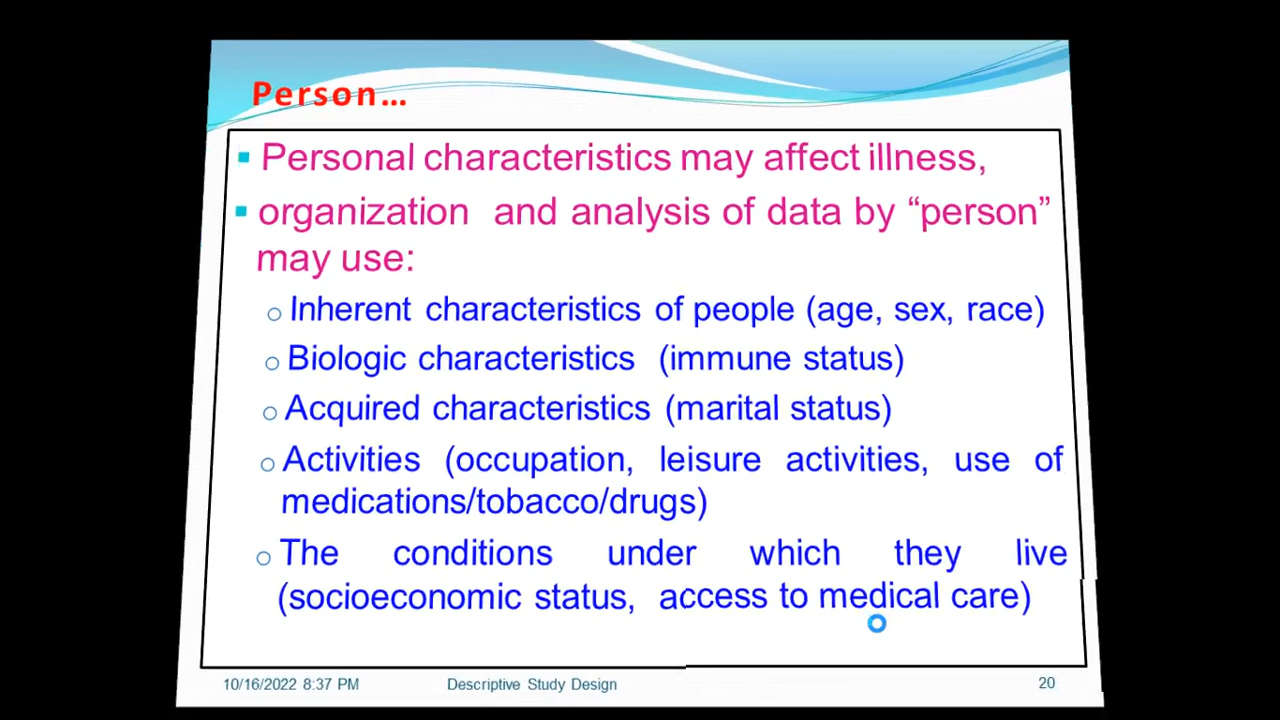 Person…
▪ Personal characteristics may affect illness,
▪ organization and analysis of data by “person”
may use:
o Inherent characteristics of people (age, sex, race)
o Biologic characteristics (immune status)
o Acquired characteristics (marital status)
o Activities (occupation, leisure activities, use of
medications/tobacco/drugs)
o The conditions under which they live
(socioeconomic status, access to medical care)
10/16/2022 8:37 PM Descriptive Study Design 20